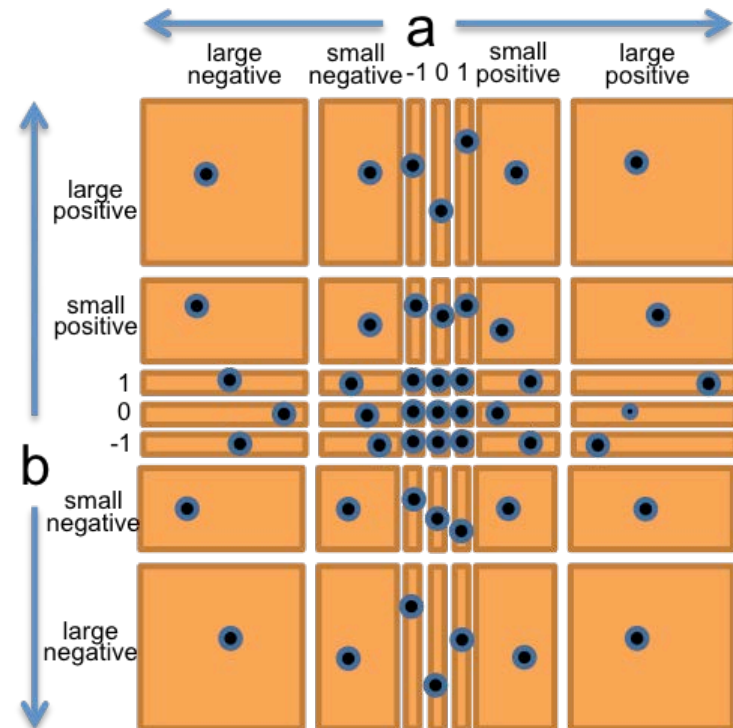 a
large
negative
small
negative
-1 0 1
small
positive
large
positive
large
positive
small
positive
1
0
-1
b
small
negative
large
negative